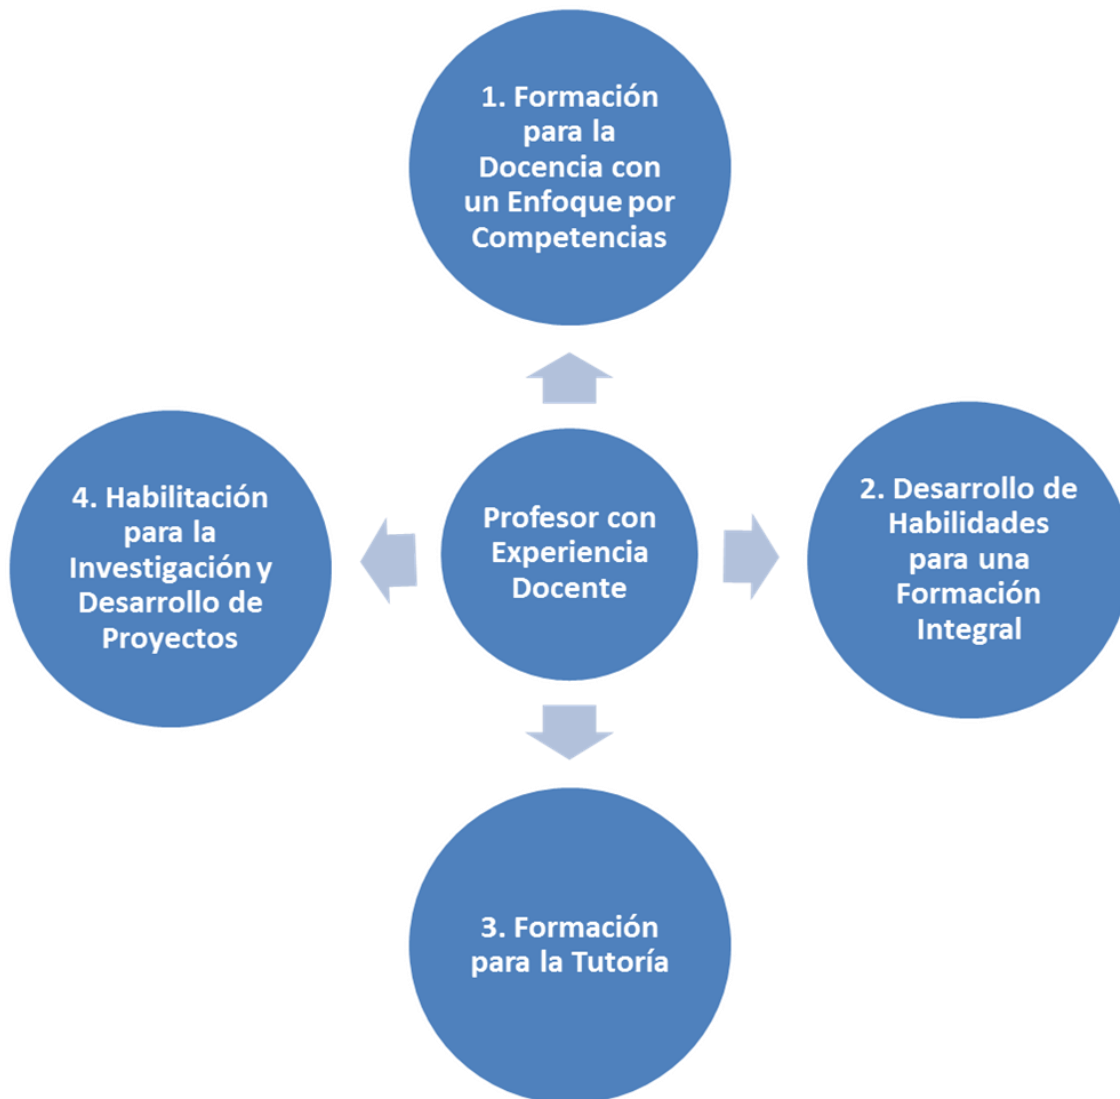 1. Formación
para la
Docencia con
un Enfoque por
Competencias
4. Habilitación
para la
Investigación y
Desarrollo de
Proyectos
Profesor con
Experiencia
Docente
2. Desarrollo de
Habilidades
para una
Formación
Integral
3. Formación
para la Tutoría